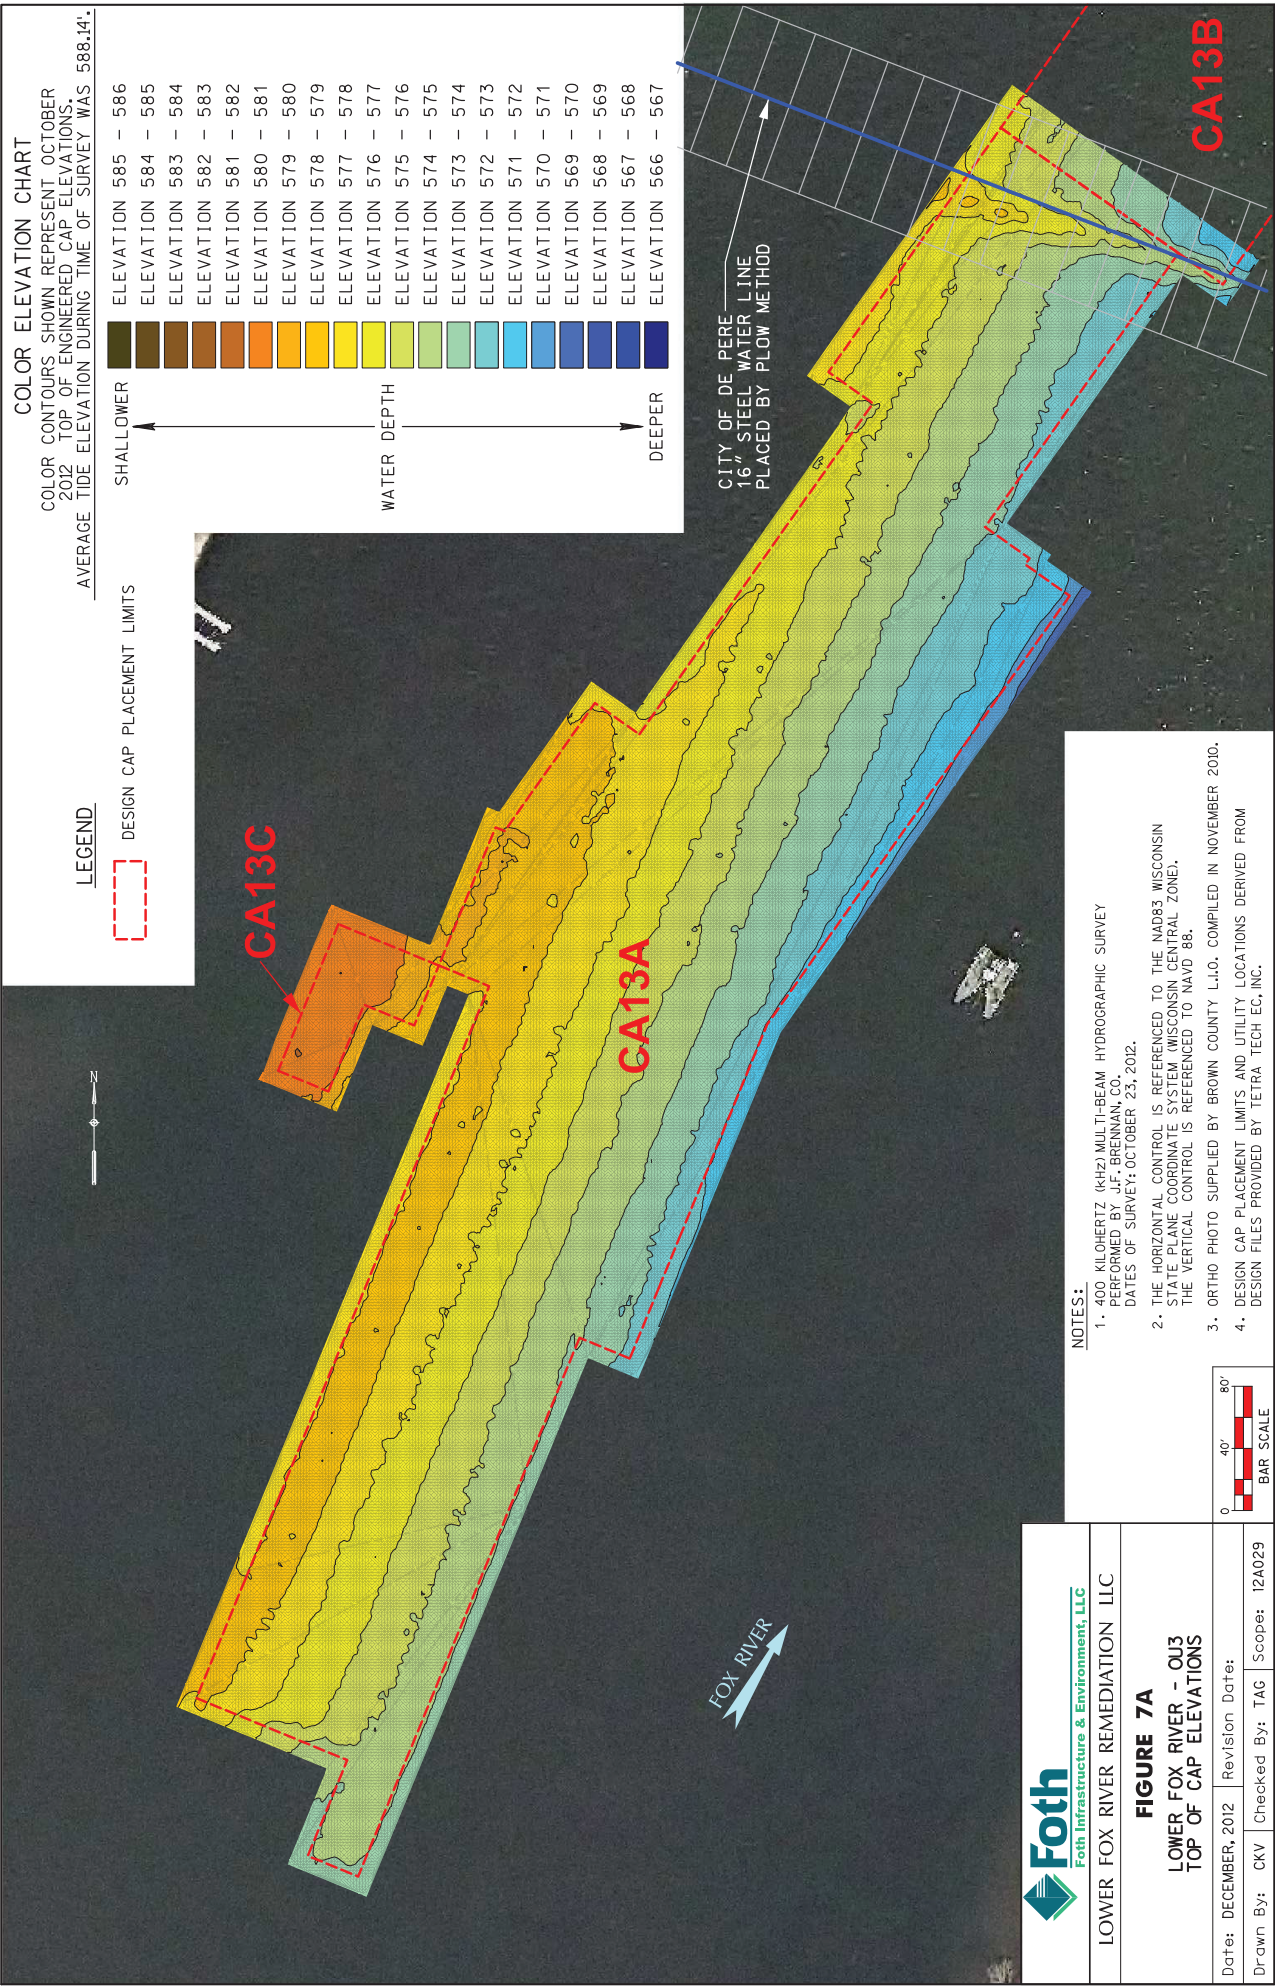 COLOR ELEVATION CHART
COLOR CONTOURS SHOWN REPRESENT OCTOBER
2012 TOP OF ENGINEERED CAP ELEVATIONS.
AVERAGE TIDE ELEVATION DURING TIME OF SURVEY WAS 588.14'.
SHALLOWER
WATER DEPTH
DEEPER
ELEVATION 585 - 586
ELEVATION 584 - 585
ELEVATION 583 - 584
ELEVATION 582 - 583
ELEVATION 581 - 582
ELEVATION 580 - 581
ELEVATION 579 - 580
ELEVATION 578 - 579
ELEVATION 577 - 578
ELEVATION 576 - 577
ELEVATION 575 - 576
ELEVATION 574 - 575
ELEVATION 573 - 574
ELEVATION 572 - 573
ELEVATION 571 - 572
ELEVATION 570 - 571
ELEVATION 569 - 570
ELEVATION 568 - 569
ELEVATION 567 - 568
ELEVATION 566 - 567
LEGEND
DESIGN CAP PLACEMENT LIMITS
N
CA13C
CA13A
CA13B
CITY OF DE PERE
16" STEEL WATER LINE
PLACED BY PLOW METHOD
FOX RIVER
NOTES:
1. 400 KILOHERTZ (kHz) MULTI-BEAM HYDROGRAPHIC SURVEY
PERFORMED BY J.F. BRENNAN, CO.
DATES OF SURVEY: OCTOBER 23, 2012.
2. THE HORIZONTAL CONTROL IS REFERENCED TO THE NAD83 WISCONSIN
STATE PLANE COORDINATE SYSTEM (WISCONSIN CENTRAL ZONE).
THE VERTICAL CONTROL IS REFERENCED TO NAVD 88.
3. ORTHO PHOTO SUPPLIED BY BROWN COUNTY L.I.O. COMPILED IN NOVEMBER 2010.
4. DESIGN CAP PLACEMENT LIMITS AND UTILITY LOCATIONS DERIVED FROM
DESIGN FILES PROVIDED BY TETRA TECH EC, INC.
0 40' 80'
BAR SCALE
Foth
Foth Infrastructure & Environment, LLC
LOWER FOX RIVER REMEDIATION LLC
FIGURE 7A
LOWER FOX RIVER - OU3
TOP OF CAP ELEVATIONS
Date: DECEMBER, 2012 Revision Date:
Drawn By: CKV Checked By: TAG Scope: 12A029